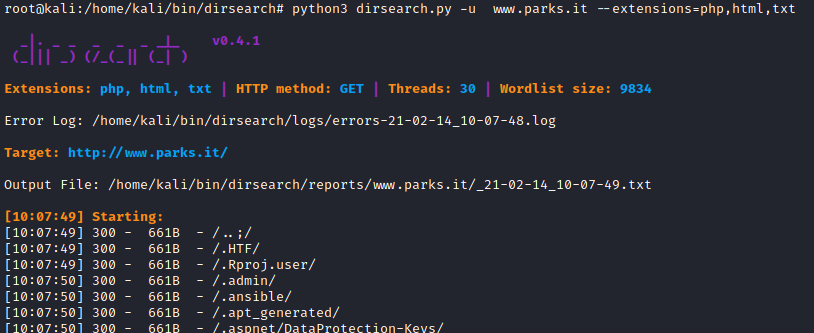 root@kali:/home/kali/bin/dirsearch# python3 dirsearch.py -u  www.parks.it --extensions=php,html,txt
dirsearch v0.4.1
Extensions: php, html, txt | HTTP method: GET | Threads: 30 | Wordlist size: 9834
Error Log: /home/kali/bin/dirsearch/logs/errors-21-02-14_10-07-48.log
Target: http://www.parks.it/
Output File: /home/kali/bin/dirsearch/reports/www.parks.it/_21-02-14_10-07-49.txt
[10:07:49] Starting:
[10:07:49] 300 -  661B  - /..;/
[10:07:49] 300 -  661B  - /.HTF/
[10:07:49] 300 -  661B  - /.Rproj.user/
[10:07:50] 300 -  661B  - /.admin/
[10:07:50] 300 -  661B  - /.ansible/
[10:07:50] 300 -  661B  - /.apt_generated/
[10:07:50] 300 -  661B  - /.aspnet/DataProtection-Keys/